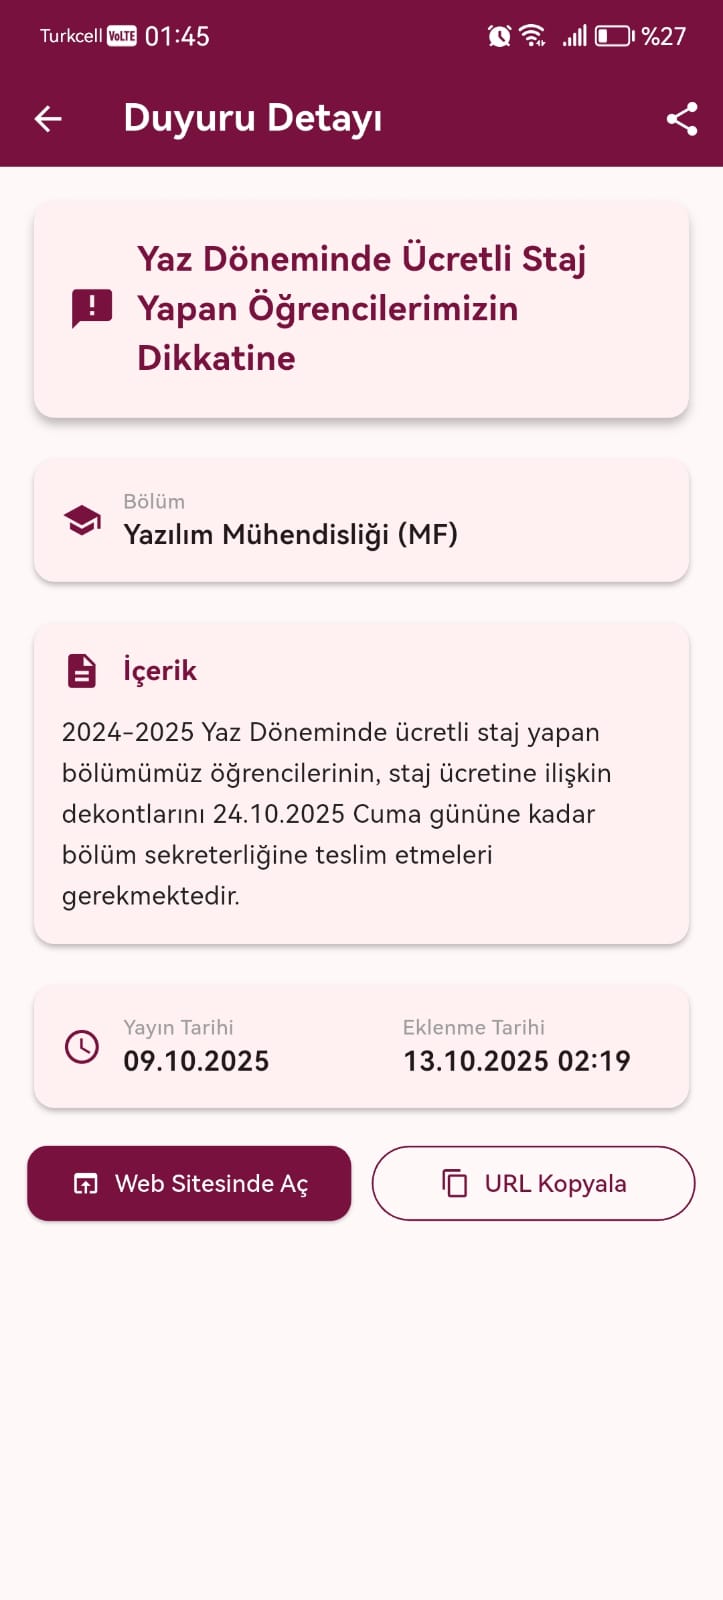 Turkcell VoLTE 01:45 %27
Duyuru Detayı
Yaz Döneminde Ücretli Staj
Yapan Öğrencilerimizin
Dikkatine
Bölüm
Yazılım Mühendisliği (MF)
İçerik
2024-2025 Yaz Döneminde ücretli staj yapan
bölümümüz öğrencilerinin, staj ücretine ilişkin
dekontlarını 24.10.2025 Cuma gününe kadar
bölüm sekreterliğine teslim etmeleri
gerekmektedir.
Yayın Tarihi
09.10.2025
Eklenme Tarihi
13.10.2025 02:19
Web Sitesinde Aç
URL Kopyala